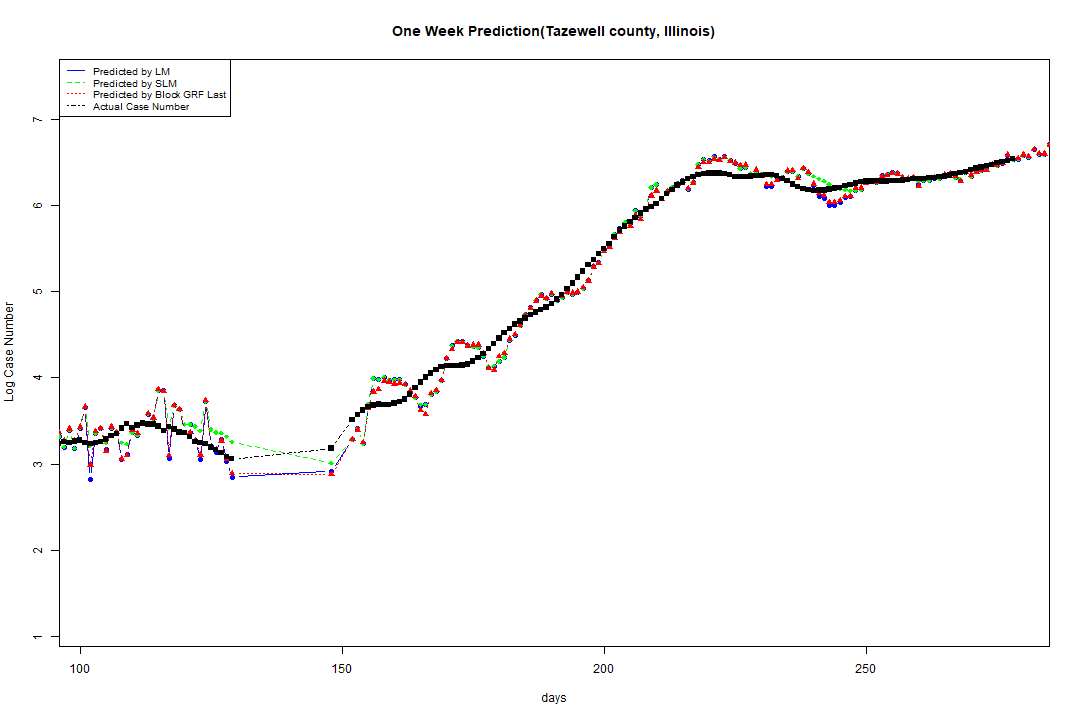 One Week Prediction(Tazewell county, Illinois)
Predicted by LM
Predicted by SLM
Predicted by Block GRF Last
Actual Case Number
7
6
5
4
3
2
1
Log Case Number
100 150 200 250
days